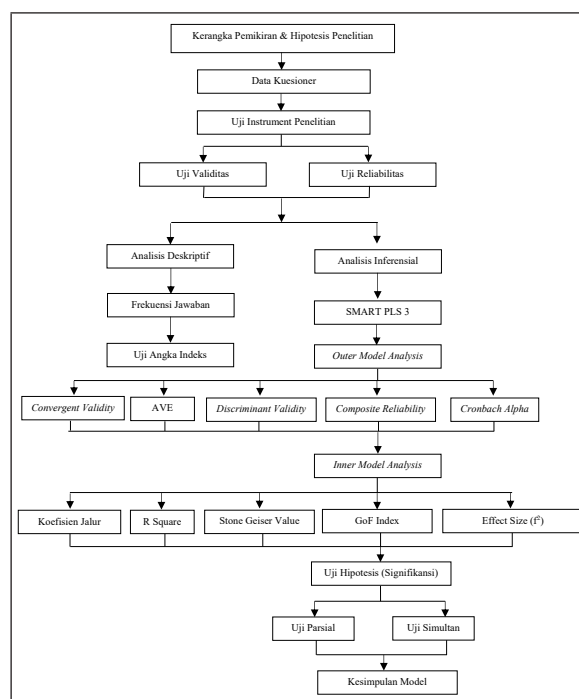 Kerangka Pemikiran & Hipotesis Penelitian
Data Kuesioner
Uji Instrument Penelitian
Uji Validitas
Uji Reliabilitas
Analisis Deskriptif
Analisis Inferensial
Frekuensi Jawaban
SMART PLS 3
Uji Angka Indeks
Outer Model Analysis
Convergent Validity
AVE
Discriminant Validity
Composite Reliability
Cronbach Alpha
Inner Model Analysis
Koefisien Jalur
R Square
Stone Geiser Value
GoF Index
Effect Size (f²)
Uji Hipotesis (Signifikansi)
Uji Parsial
Uji Simultan
Kesimpulan Model